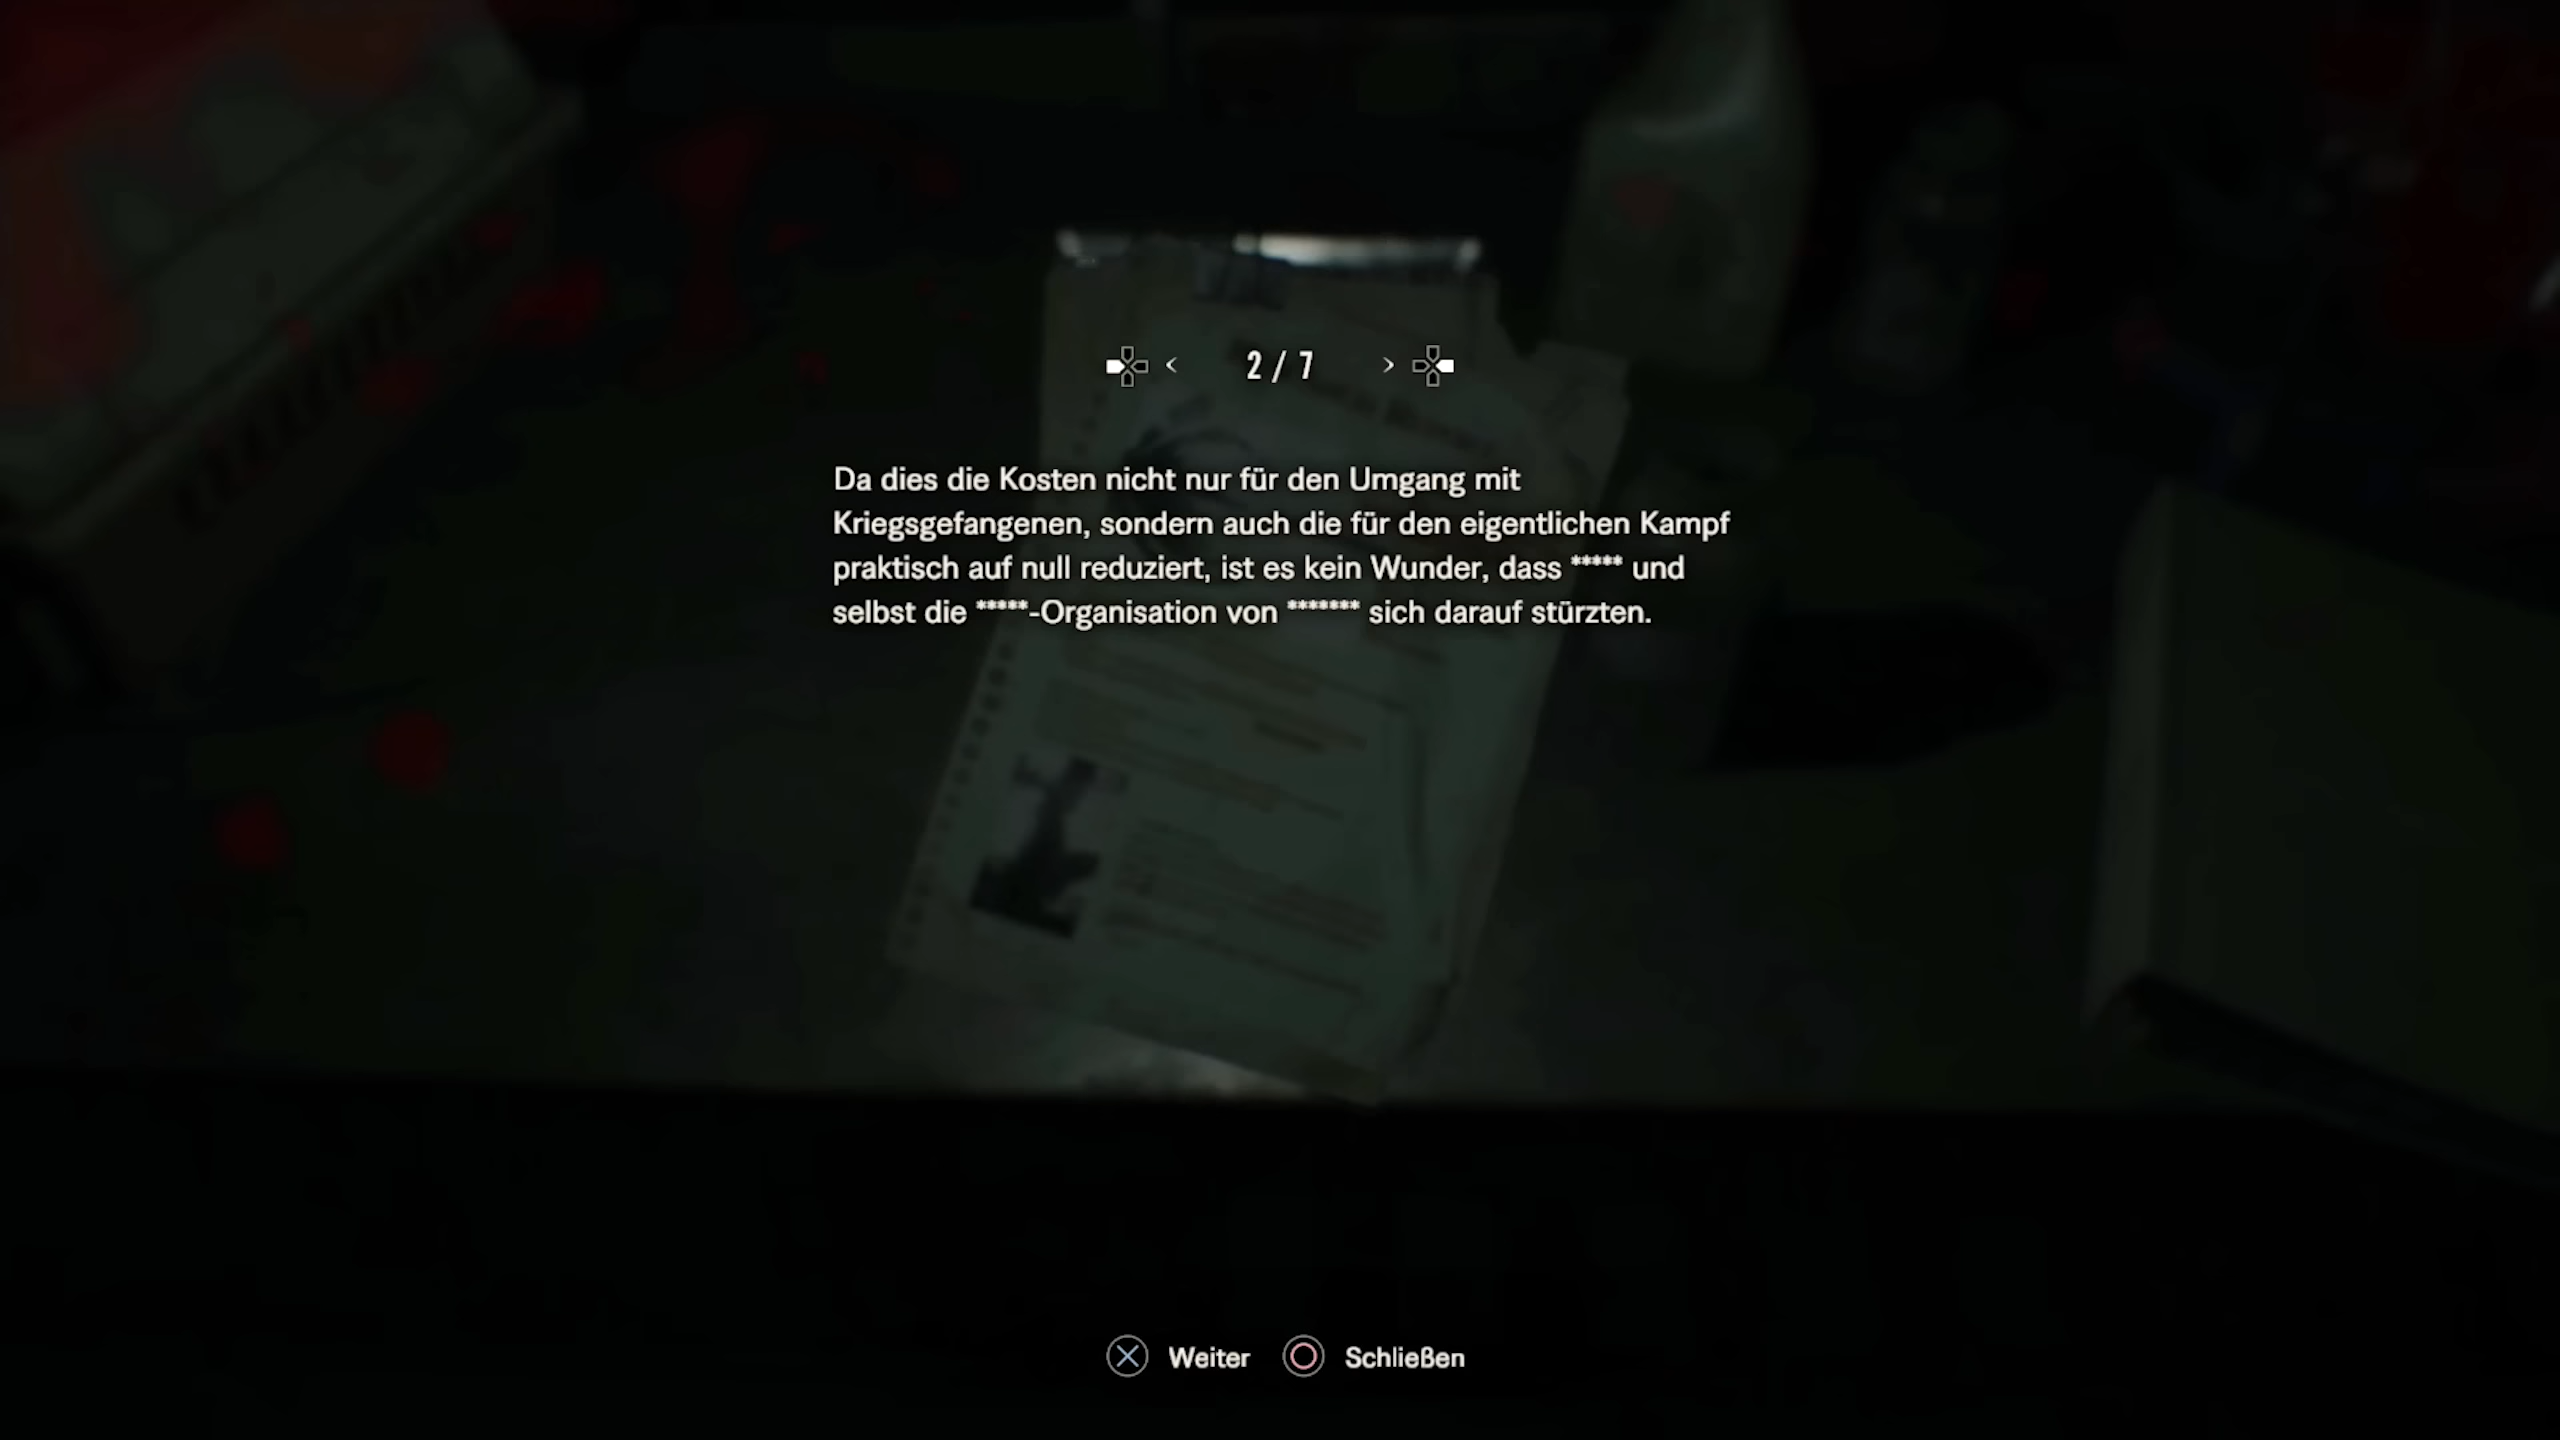 < 2 / 7 >
Da dies die Kosten nicht nur für den Umgang mit
Kriegsgefangenen, sondern auch die für den eigentlichen Kampf
praktisch auf null reduziert, ist es kein Wunder, dass ***** und
selbst die *****-Organisation von ******* sich darauf stürzten.
Weiter Schließen